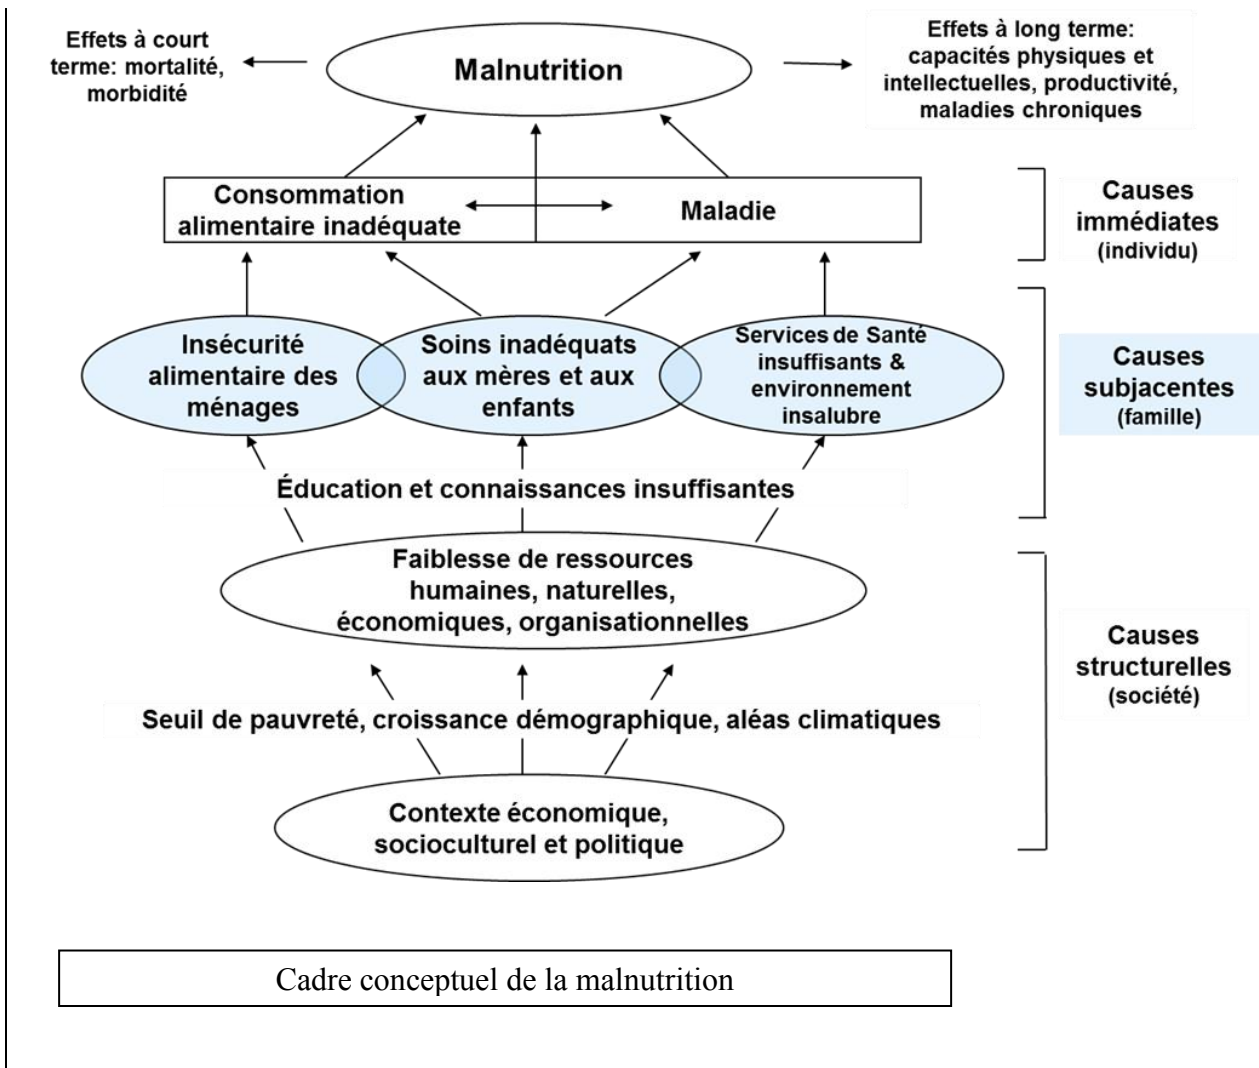 Effets à court
terme: mortalité,
morbidité
Malnutrition
Effets à long terme:
capacités physiques et
intellectuelles, productivité,
maladies chroniques
Consommation
alimentaire inadéquate
Maladie
Causes
immédiates
(individu)
Insécurité
alimentaire des
ménages
Soins inadéquats
aux mères et aux
enfants
Services de Santé
insuffisants &
environnement
insalubre
Causes
subjacentes
(famille)
Éducation et connaissances insuffisantes
Faiblesse de ressources
humaines, naturelles,
économiques, organisationnelles
Causes
structurelles
(société)
Seuil de pauvreté, croissance démographique, aléas climatiques
Contexte économique,
socioculturel et politique
Cadre conceptuel de la malnutrition